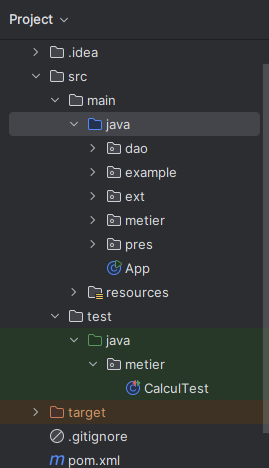 Project
.idea
src
main
java
dao
example
ext
metier
pres
App
resources
test
java
metier
CalculTest
target
.gitignore
pom.xml